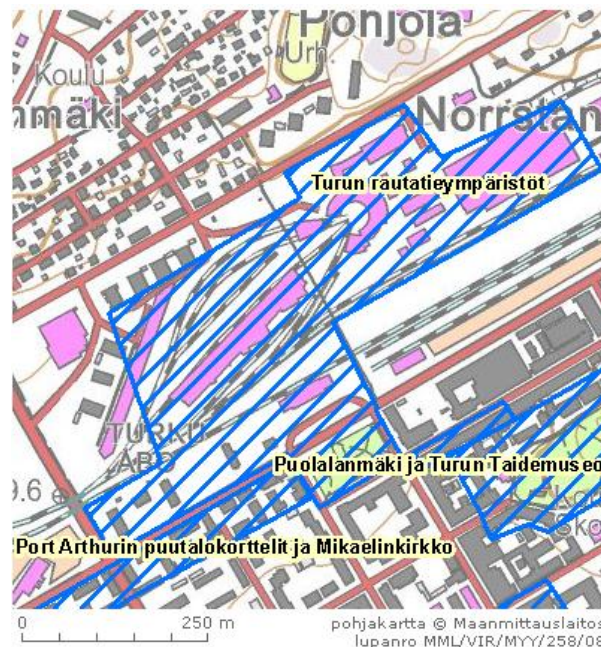 Pohjola
Urh.
Koulu
nmäki
Norrstan
Turun rautatieympäristöt
TURKU
ÅBO
Puolalanmäki ja Turun Taidemuseo
9.6
Port Arthurin puutalokorttelit ja Mikaelinkirkko
0 250 m
pohjakartta © Maanmittauslaitos
lupanro MML/VIR/MYY/258/08